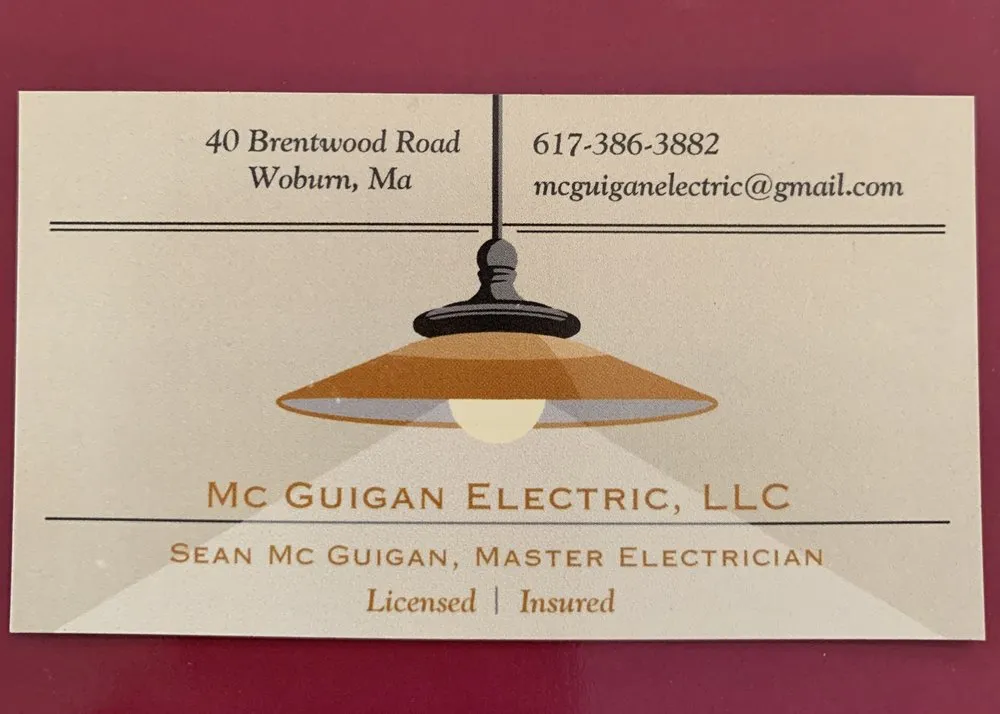 40 Brentwood Road
Woburn, Ma
617-386-3882
mcguiganelectric@gmail.com
Mc Guigan Electric, LLC
Sean Mc Guigan, Master Electrician
Licensed | Insured